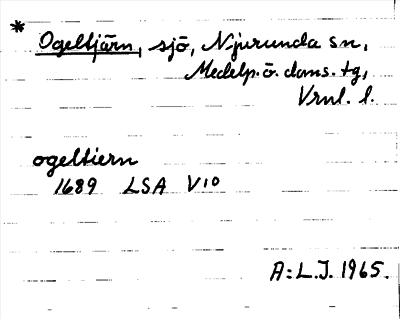 * Ogeltjärn, sjö, Njurunda sn,
Medelp. ö. doms. tg,
Vrnl. l.
ogeltiern
1689 LSA V10
A: L.J. 1965.